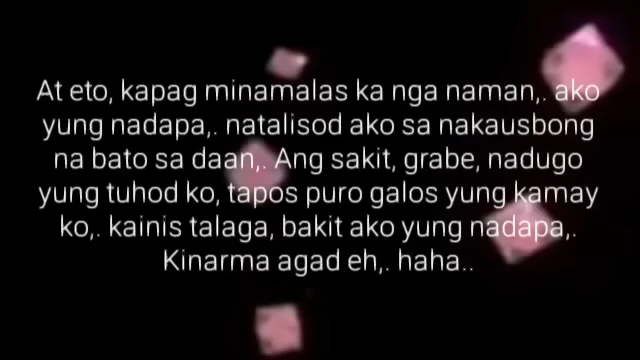 At eto, kapag minamalas ka nga naman,. ako
yung nadapa,. natalisod ako sa nakausbong
na bato sa daan,. Ang sakit, grabe, nadugo
yung tuhod ko, tapos puro galos yung kamay
ko,. kainis talaga, bakit ako yung nadapa,.
Kinarma agad eh,. haha..